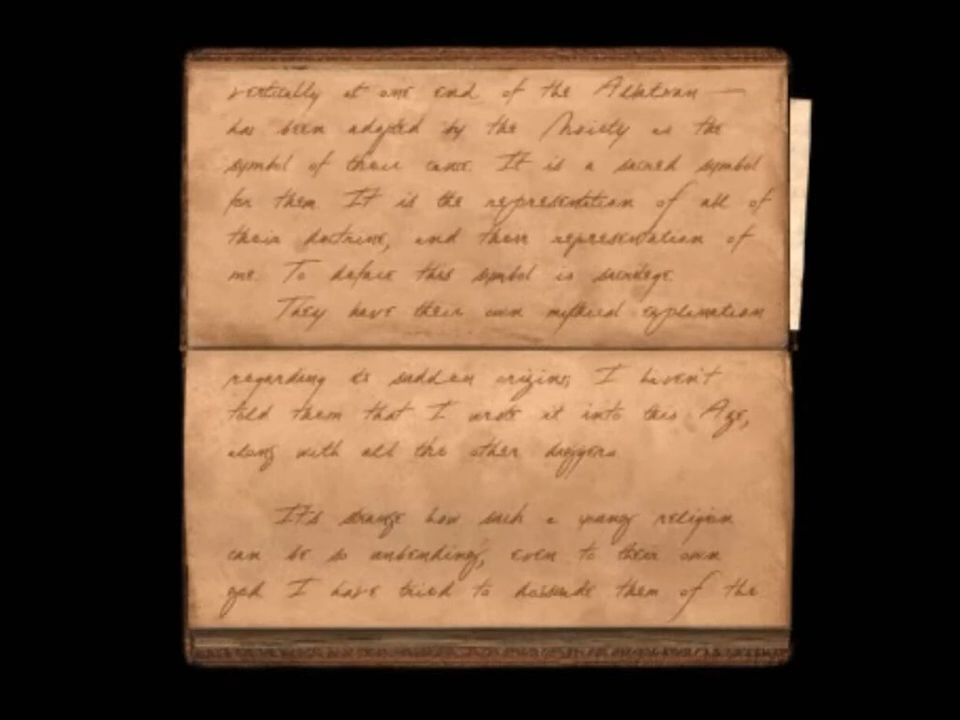 vertically at one end of the Allatwan —
has been adopted by the Moiety as the
symbol of their cause. It is a sacred symbol
for them. It is the representation of all of
their doctrine, and their representation of
me. To deface this symbol is sacrilege.
They have their own mythical explanation
regarding its sudden origins; I haven't
told them that I wrote it into this Age,
along with all the other daggers.
It's strange how such a young religion
can be so unbending, even to their own
god. I have tried to dissuade them of the